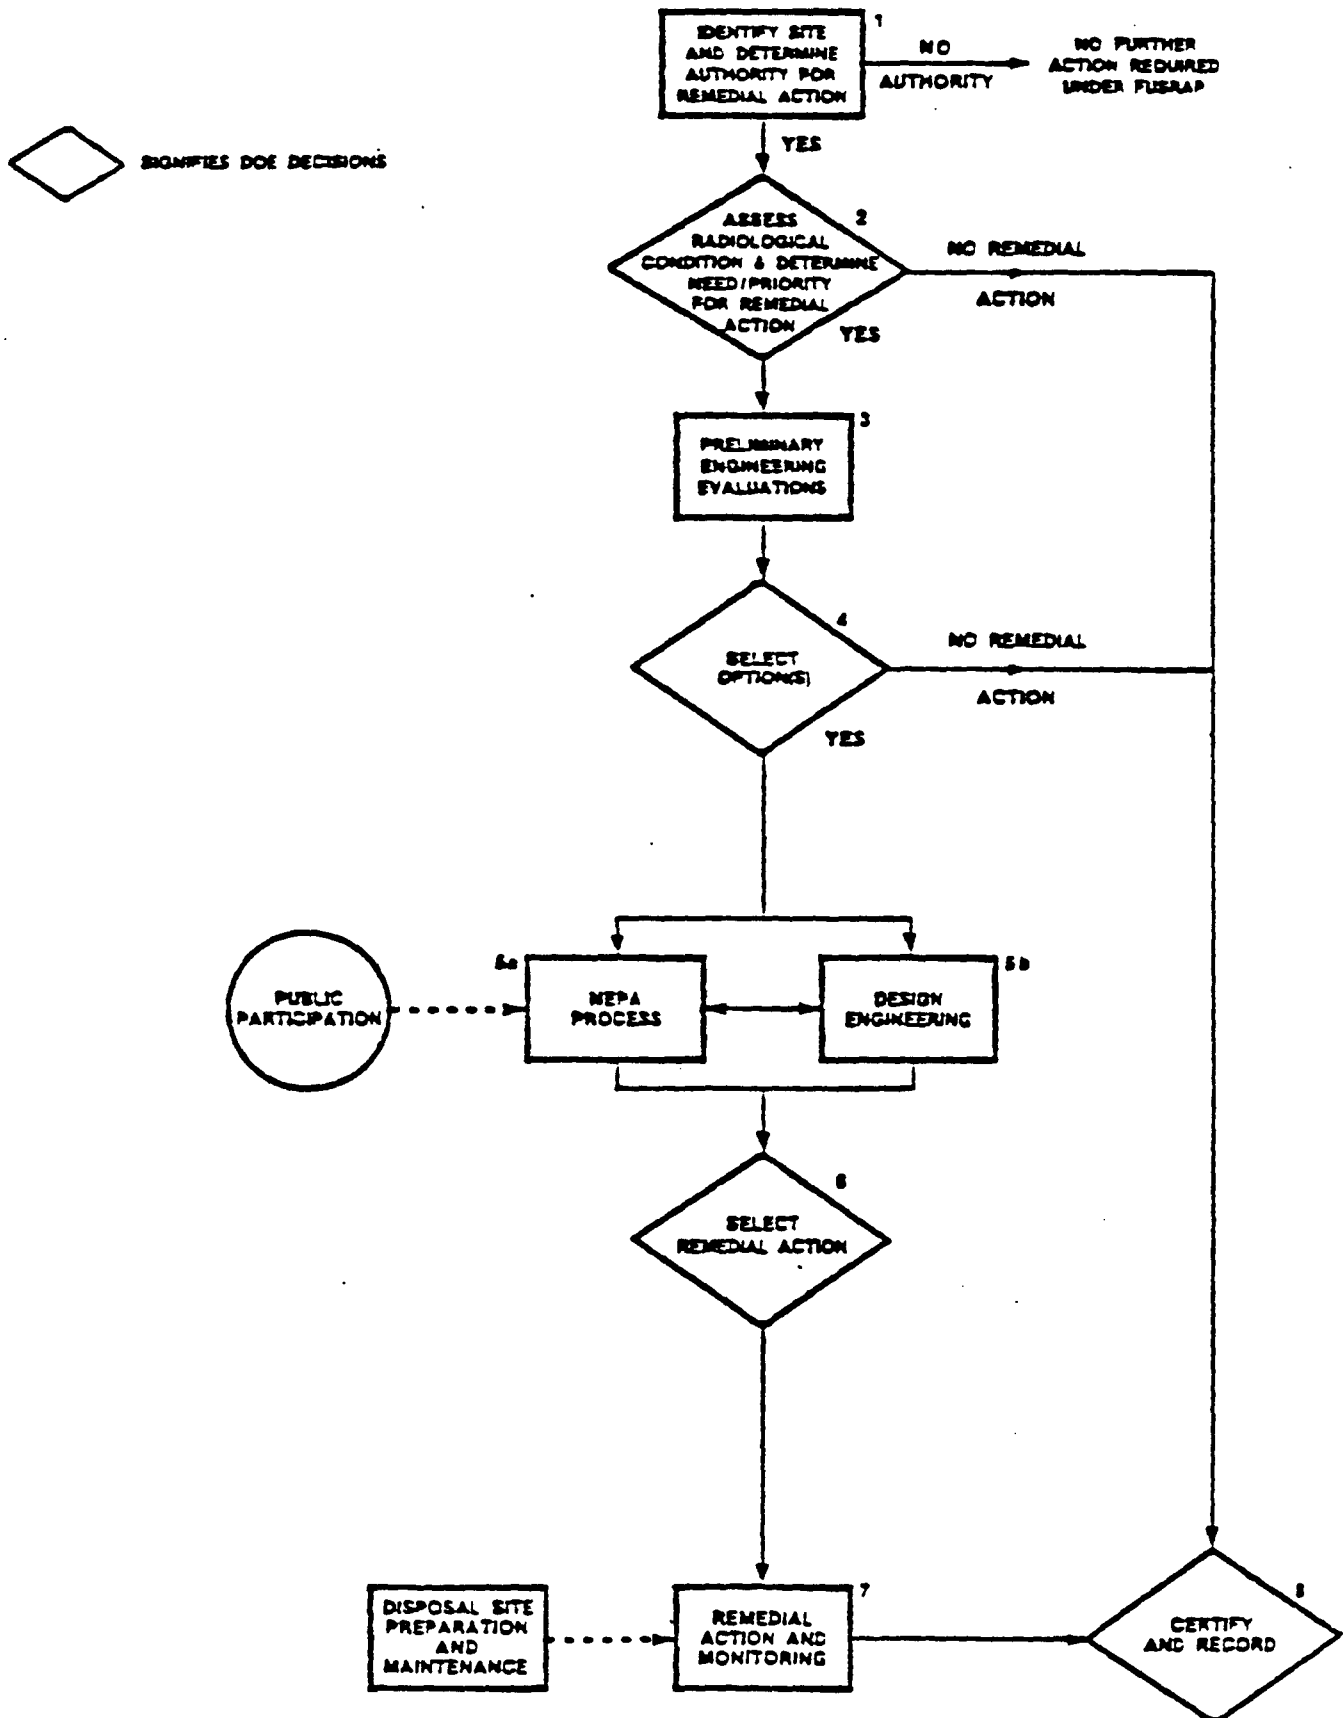 IDENTIFY SITE
AND DETERMINE
AUTHORITY FOR
REMEDIAL ACTION
1
NO
AUTHORITY
NO FURTHER
ACTION REQUIRED
UNDER FUSRAP
YES
SIGNIFIES DOE DECISIONS
2
ASSESS
RADIOLOGICAL
CONDITION & DETERMINE
NEED/PRIORITY
FOR REMEDIAL
ACTION
NO REMEDIAL
ACTION
YES
3
PRELIMINARY
ENGINEERING
EVALUATIONS
4
SELECT
OPTION(S)
NO REMEDIAL
ACTION
YES
PUBLIC
PARTICIPATION
5a
NEPA
PROCESS
5b
DESIGN
ENGINEERING
6
SELECT
REMEDIAL ACTION
DISPOSAL SITE
PREPARATION
AND
MAINTENANCE
7
REMEDIAL
ACTION AND
MONITORING
8
CERTIFY
AND RECORD